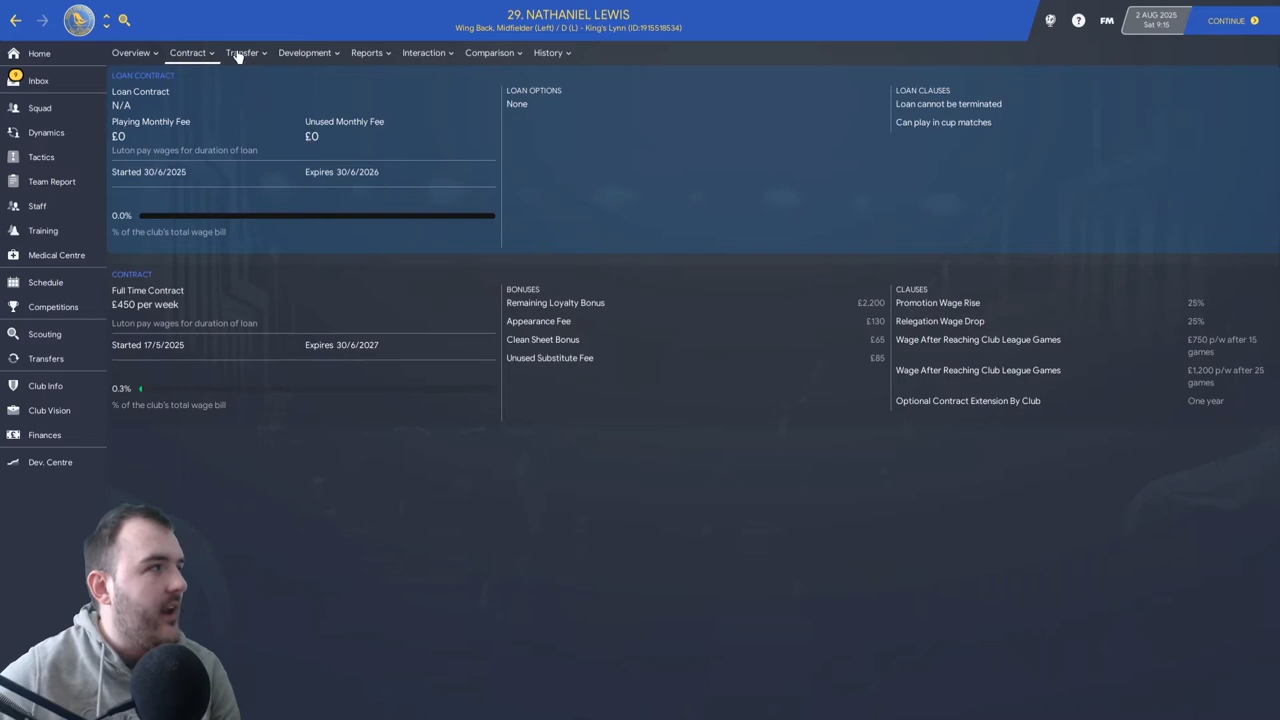 29. NATHANIEL LEWIS
Wing Back, Midfielder (Left) / D (L) - King's Lynn (ID:1915518534)
2 AUG 2025
Sat 9:15
CONTINUE
FM
Home
9
Inbox
Squad
Dynamics
Tactics
Team Report
Staff
Training
Medical Centre
Schedule
Competitions
Scouting
Transfers
Club Info
Club Vision
Finances
Dev. Centre
Overview Contract Transfer Development Reports Interaction Comparison History
LOAN CONTRACT
Loan Contract
N/A
Playing Monthly Fee Unused Monthly Fee
£0 £0
Luton pay wages for duration of loan
Started 30/6/2025 Expires 30/6/2026
0.0%
% of the club's total wage bill
LOAN OPTIONS
None
LOAN CLAUSES
Loan cannot be terminated
Can play in cup matches
CONTRACT
Full Time Contract
£450 per week
Luton pay wages for duration of loan
Started 17/5/2025 Expires 30/6/2027
0.3%
% of the club's total wage bill
BONUSES
Remaining Loyalty Bonus £2,200
Appearance Fee £130
Clean Sheet Bonus £65
Unused Substitute Fee £85
CLAUSES
Promotion Wage Rise 25%
Relegation Wage Drop 25%
Wage After Reaching Club League Games £750 p/w after 15
games
Wage After Reaching Club League Games £1,200 p/w after 25
games
Optional Contract Extension By Club One year